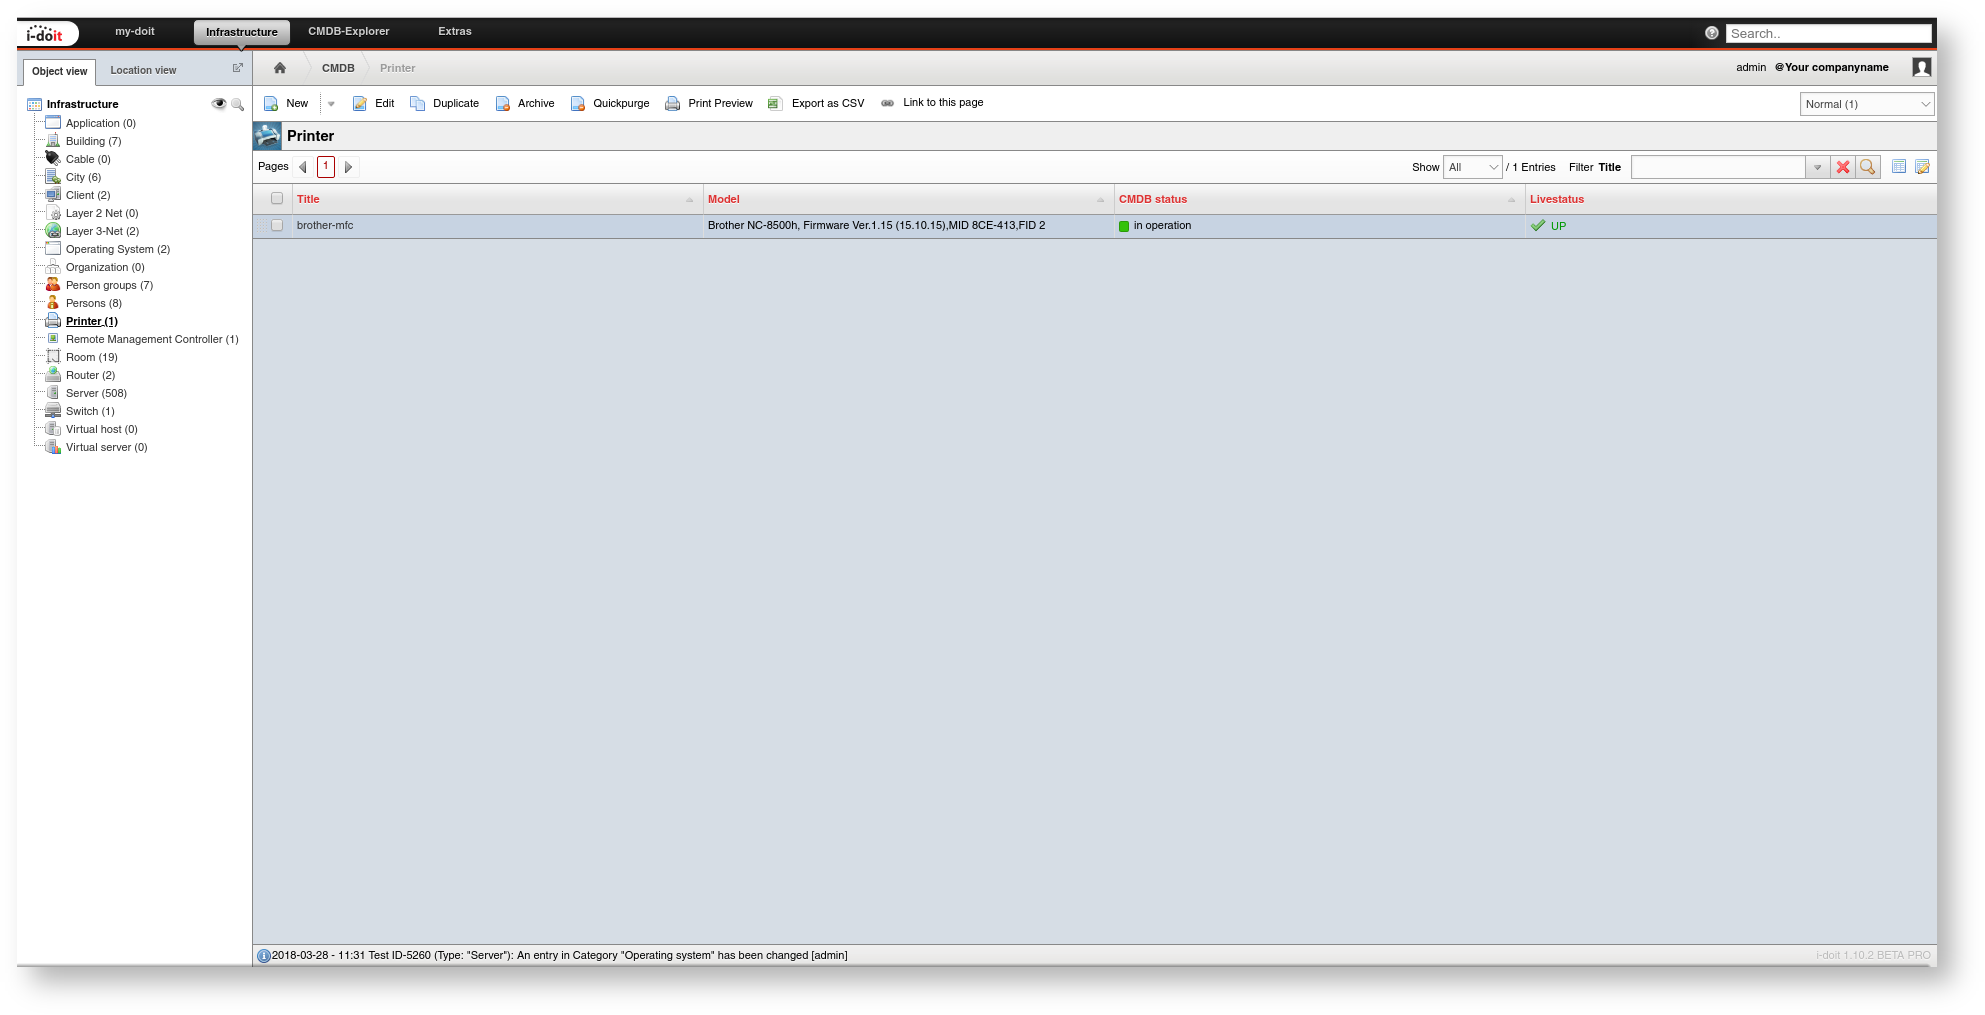 i-doit my-doit Infrastructure CMDB-Explorer Extras Search..
Object view Location view CMDB Printer admin @Your companyname
New Edit Duplicate Archive Quickpurge Print Preview Export as CSV Link to this page Normal (1)
Printer
Pages 1 Show All / 1 Entries Filter Title
Title Model CMDB status Livestatus
brother-mfc Brother NC-8500h, Firmware Ver.1.15 (15.10.15),MID 8CE-413,FID 2 in operation UP
Infrastructure
Application (0)
Building (7)
Cable (0)
City (6)
Client (2)
Layer 2 Net (0)
Layer 3-Net (2)
Operating System (2)
Organization (0)
Person groups (7)
Persons (8)
Printer (1)
Remote Management Controller (1)
Room (19)
Router (2)
Server (508)
Switch (1)
Virtual host (0)
Virtual server (0)
2018-03-28 - 11:31 Test ID-5260 (Type: "Server"): An entry in Category "Operating system" has been changed [admin] i-doit 1.10.2 BETA PRO